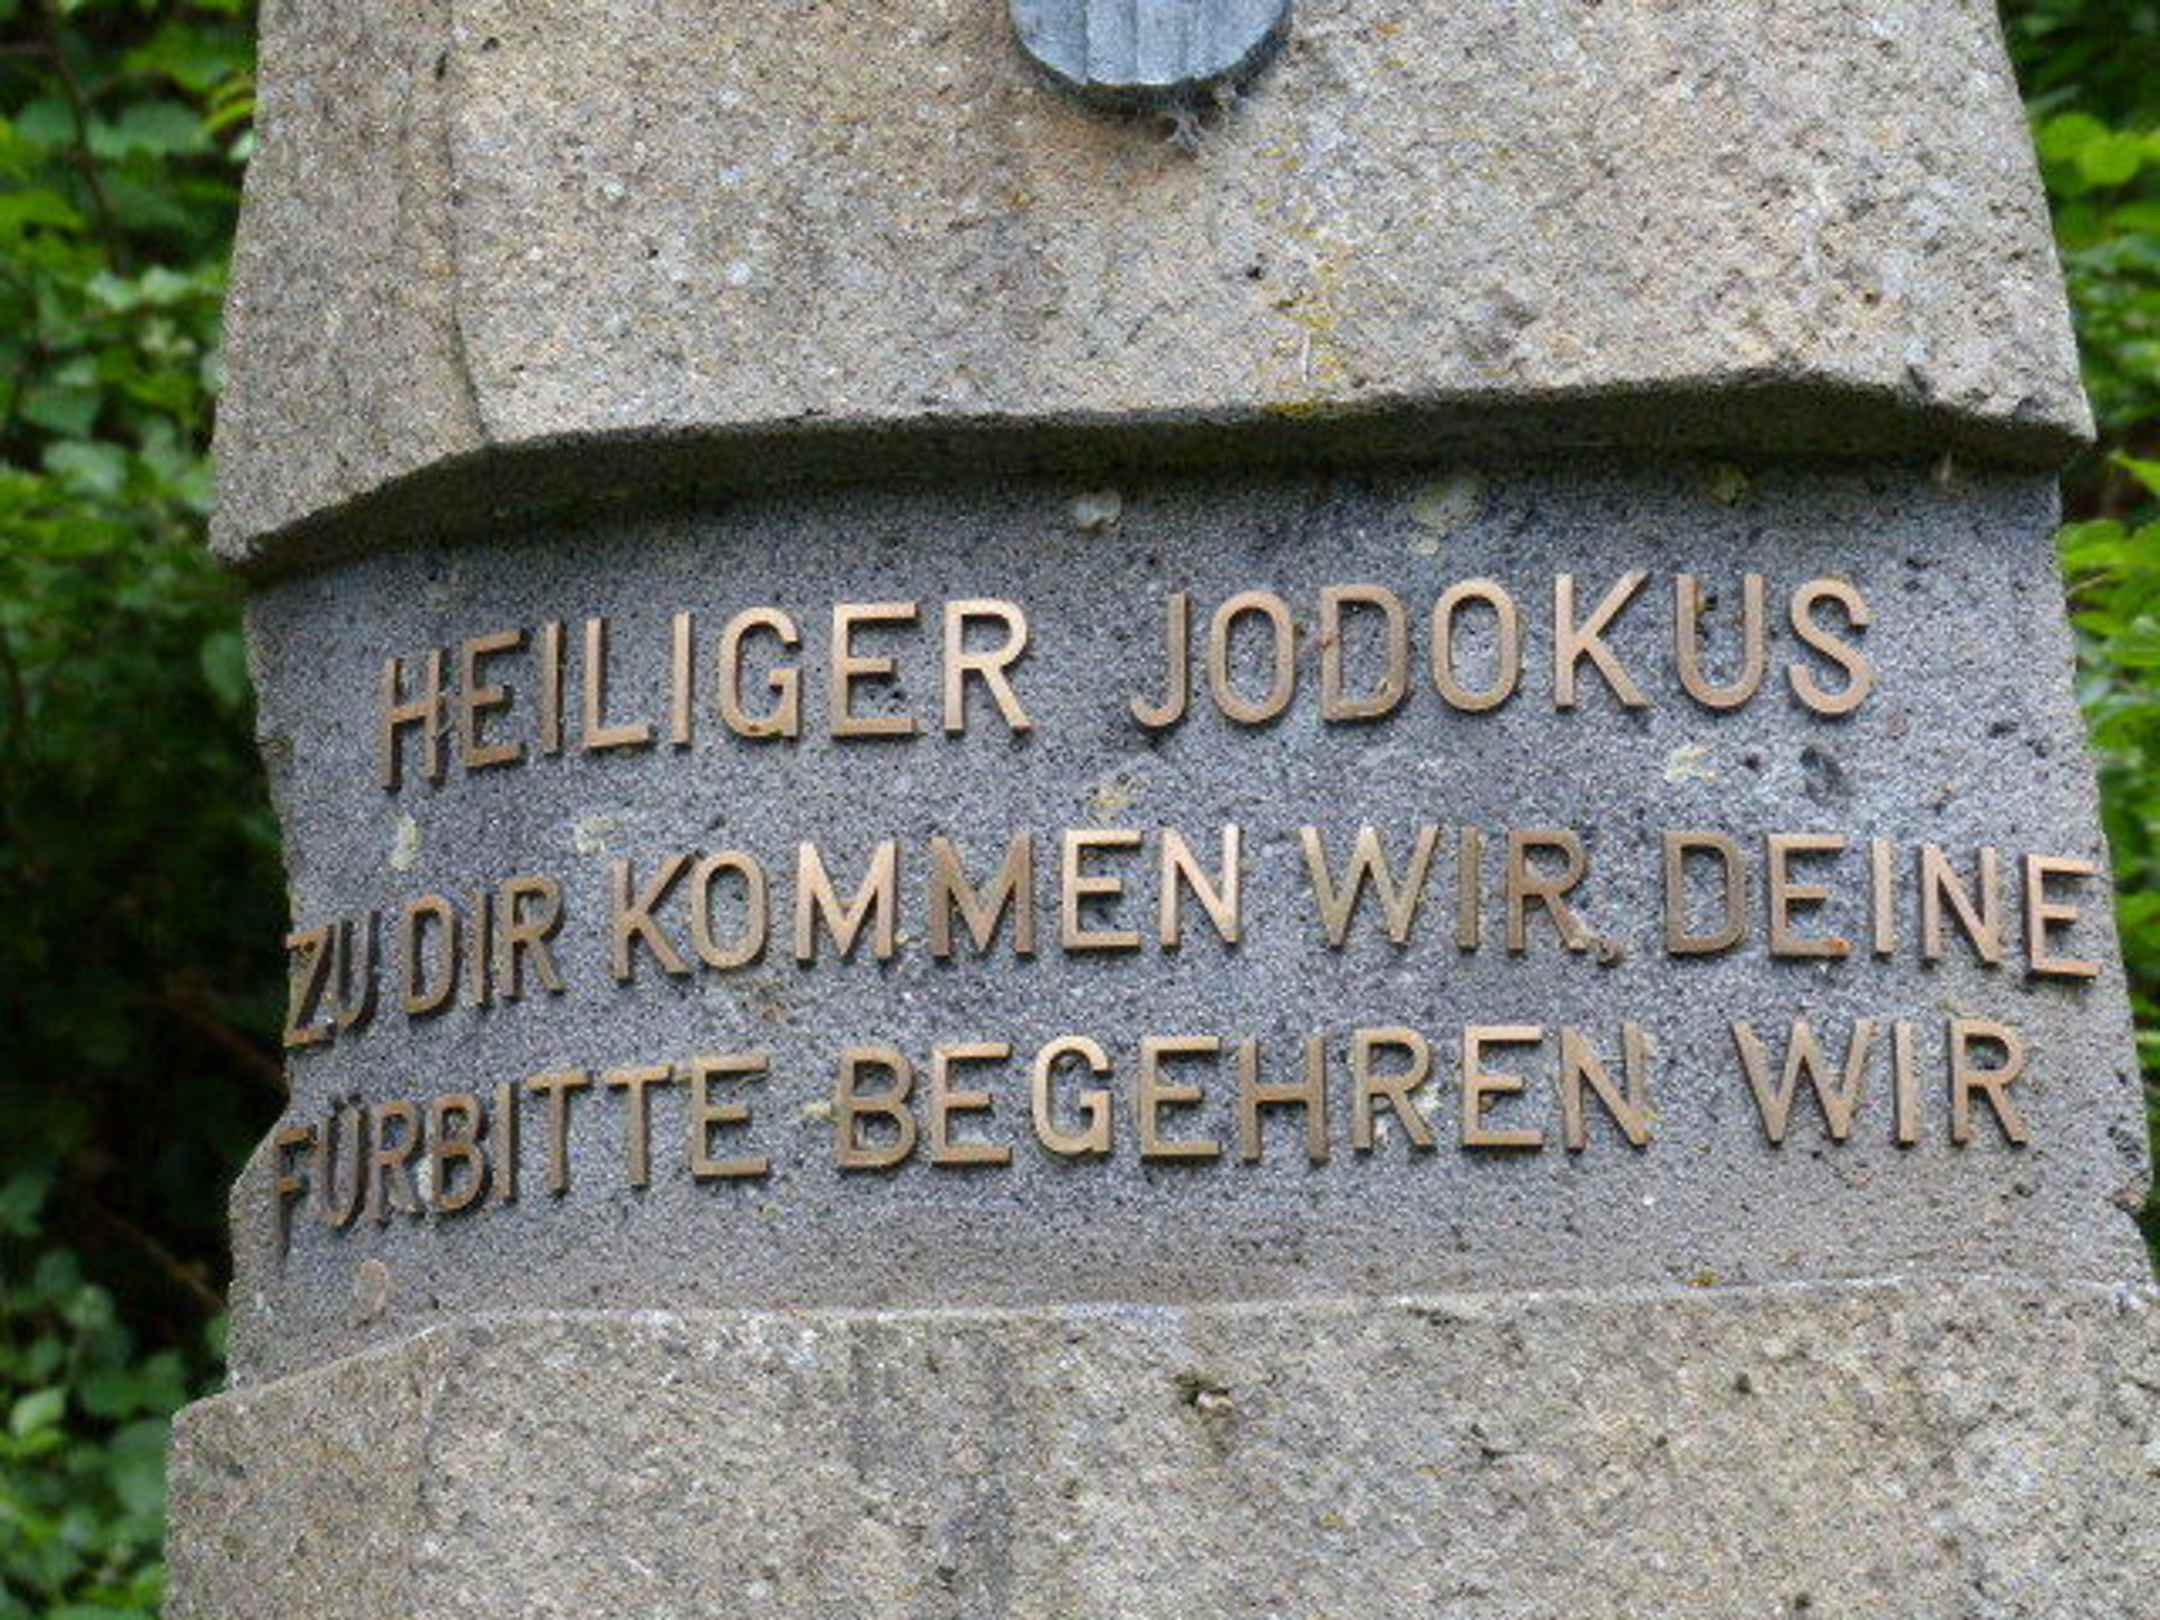 HEILIGER JODOKUS
ZU DIR KOMMEN WIR, DEINE
FÜRBITTE BEGEHREN WIR